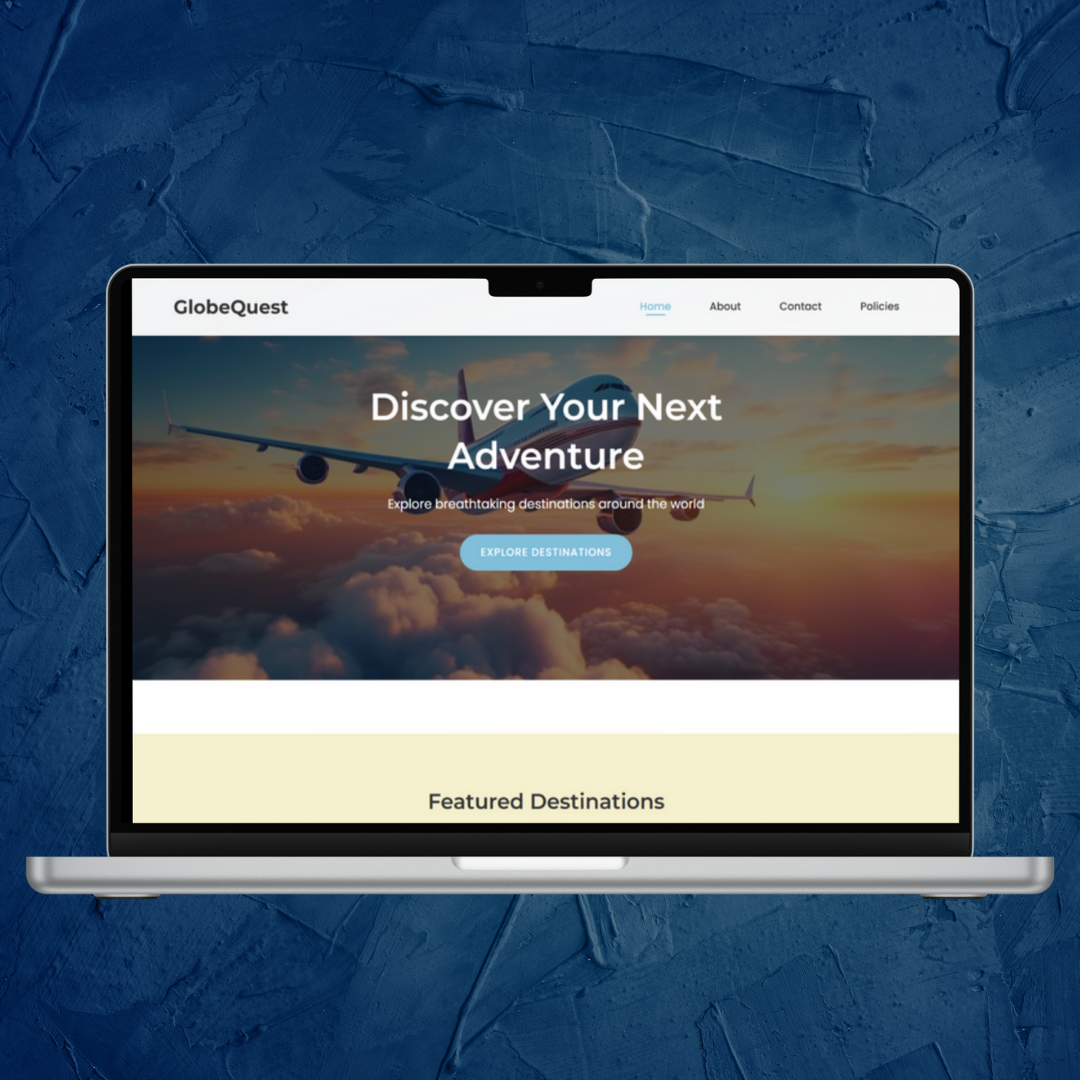 GlobeQuest
Home About Contact Policies
Discover Your Next
Adventure
Explore breathtaking destinations around the world
EXPLORE DESTINATIONS
Featured Destinations